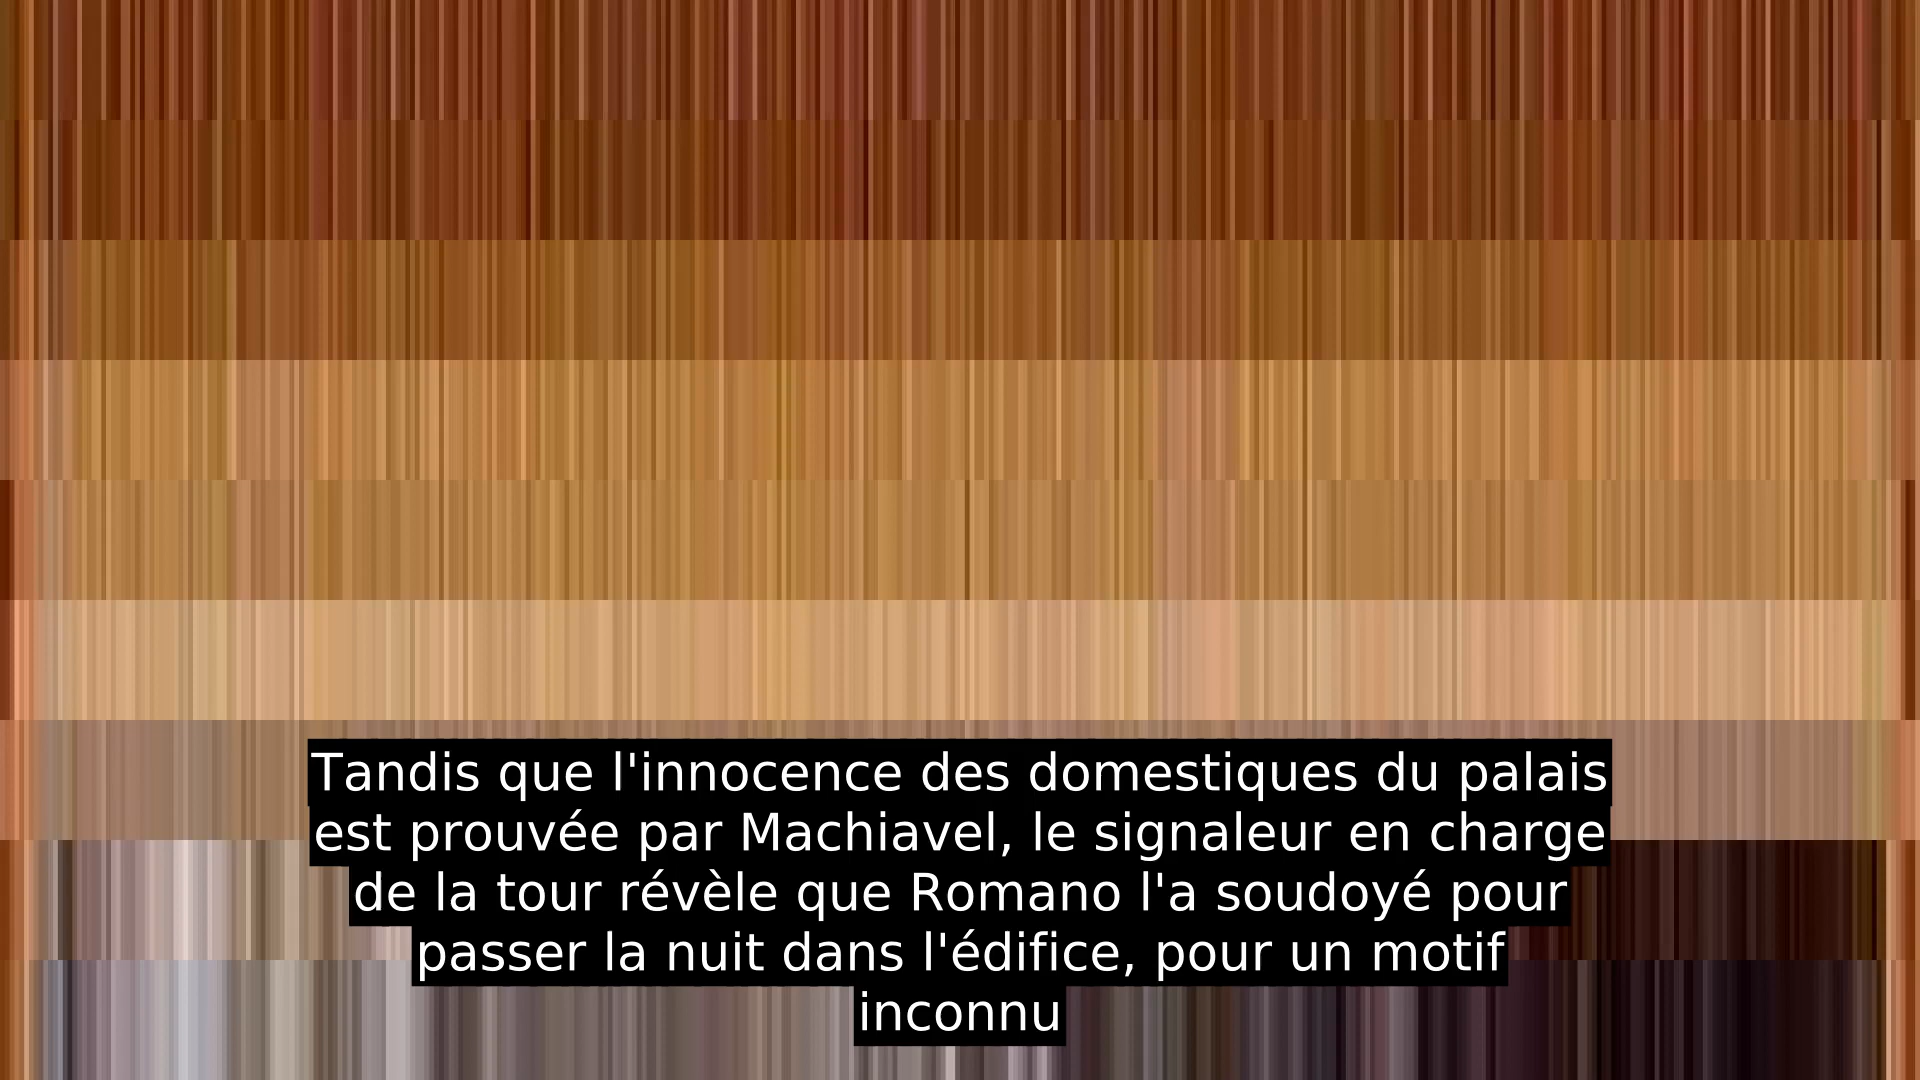 Tandis que l'innocence des domestiques du palais
est prouvée par Machiavel, le signaleur en charge
de la tour révèle que Romano l'a soudoyé pour
passer la nuit dans l'édifice, pour un motif
inconnu